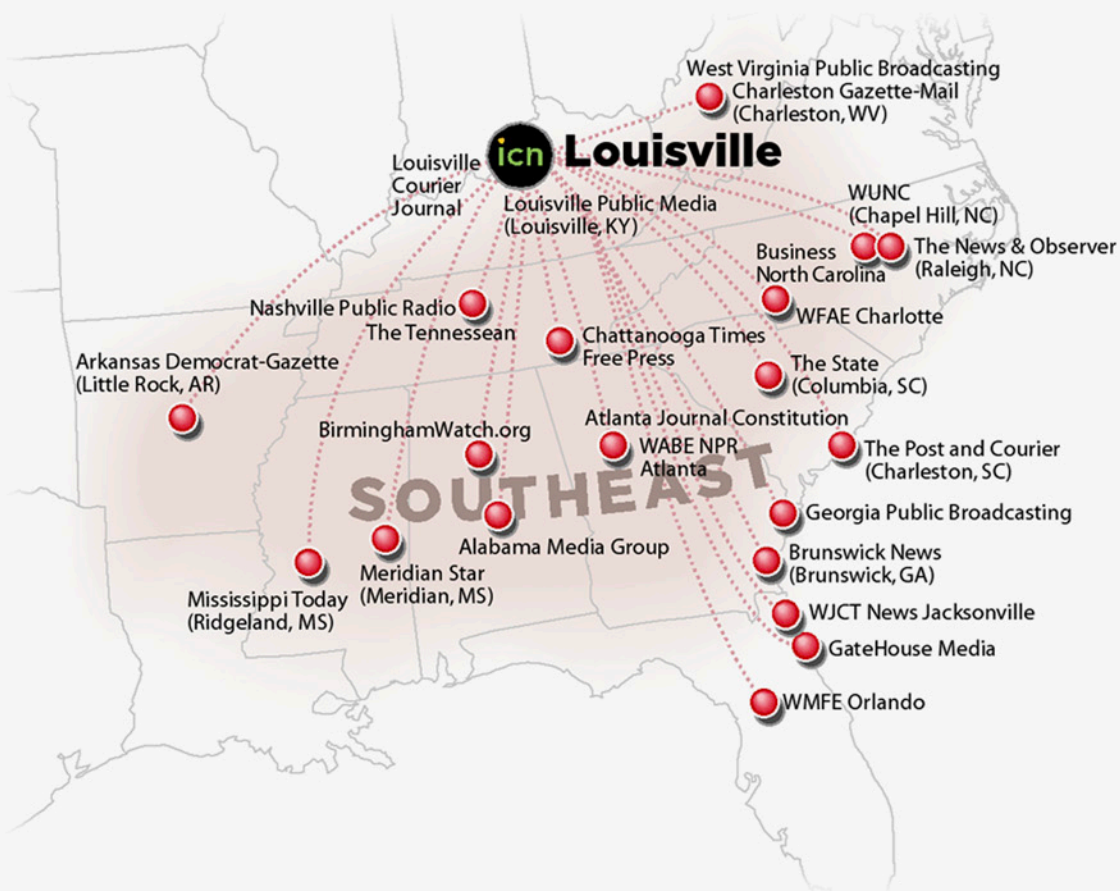 West Virginia Public Broadcasting
Charleston Gazette-Mail
(Charleston, WV)
icn Louisville
Louisville
Courier
Journal
Louisville Public Media
(Louisville, KY)
WUNC
(Chapel Hill, NC)
Business
North Carolina
The News & Observer
(Raleigh, NC)
Nashville Public Radio
The Tennessean
WFAE Charlotte
Chattanooga Times
Free Press
Arkansas Democrat-Gazette
(Little Rock, AR)
The State
(Columbia, SC)
BirminghamWatch.org
Atlanta Journal Constitution
WABE NPR
Atlanta
The Post and Courier
(Charleston, SC)
SOUTHEAST
Georgia Public Broadcasting
Alabama Media Group
Brunswick News
(Brunswick, GA)
Meridian Star
(Meridian, MS)
Mississippi Today
(Ridgeland, MS)
WJCT News Jacksonville
GateHouse Media
WMFE Orlando